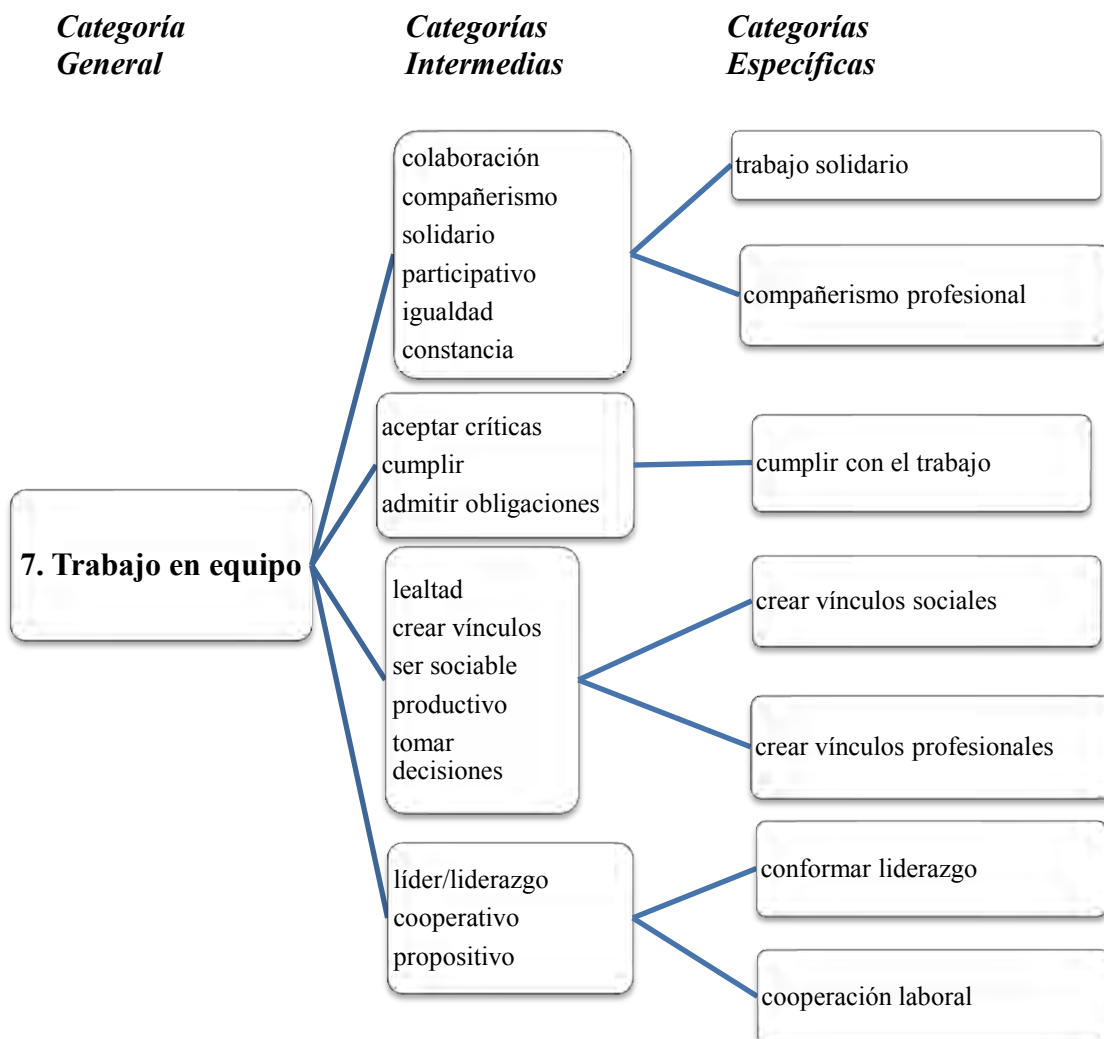 Categoría
General
Categorías
Intermedias
Categorías
Específicas
7. Trabajo en equipo
colaboración
compañerismo
solidario
participativo
igualdad
constancia
trabajo solidario
compañerismo profesional
aceptar críticas
cumplir
admitir obligaciones
cumplir con el trabajo
lealtad
crear vínculos
ser sociable
productivo
tomar
decisiones
crear vínculos sociales
crear vínculos profesionales
líder/liderazgo
cooperativo
propositivo
conformar liderazgo
cooperación laboral